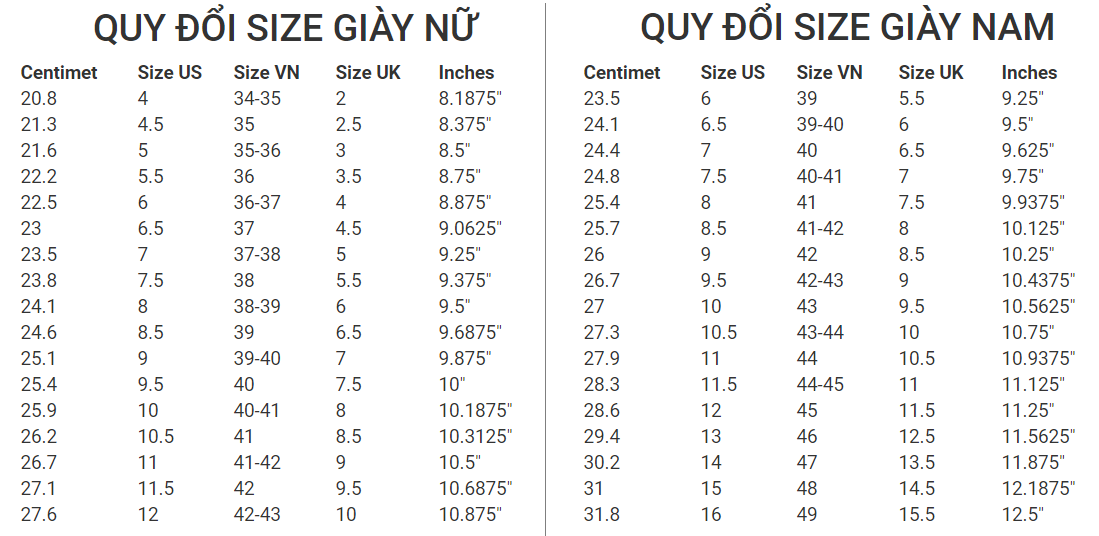 QUY ĐỔI SIZE GIÀY NỮ
Centimet Size US Size VN Size UK Inches
20.8 4 34-35 2 8.1875"
21.3 4.5 35 2.5 8.375"
21.6 5 35-36 3 8.5"
22.2 5.5 36 3.5 8.75"
22.5 6 36-37 4 8.875"
23 6.5 37 4.5 9.0625"
23.5 7 37-38 5 9.25"
23.8 7.5 38 5.5 9.375"
24.1 8 38-39 6 9.5"
24.6 8.5 39 6.5 9.6875"
25.1 9 39-40 7 9.875"
25.4 9.5 40 7.5 10"
25.9 10 40-41 8 10.1875"
26.2 10.5 41 8.5 10.3125"
26.7 11 41-42 9 10.5"
27.1 11.5 42 9.5 10.6875"
27.6 12 42-43 10 10.875"
QUY ĐỔI SIZE GIÀY NAM
Centimet Size US Size VN Size UK Inches
23.5 6 39 5.5 9.25"
24.1 6.5 39-40 6 9.5"
24.4 7 40 6.5 9.625"
24.8 7.5 40-41 7 9.75"
25.4 8 41 7.5 9.9375"
25.7 8.5 41-42 8 10.125"
26 9 42 8.5 10.25"
26.7 9.5 42-43 9 10.4375"
27 10 43 9.5 10.5625"
27.3 10.5 43-44 10 10.75"
27.9 11 44 10.5 10.9375"
28.3 11.5 44-45 11 11.125"
28.6 12 45 11.5 11.25"
29.4 13 46 12.5 11.5625"
30.2 14 47 13.5 11.875"
31 15 48 14.5 12.1875"
31.8 16 49 15.5 12.5"